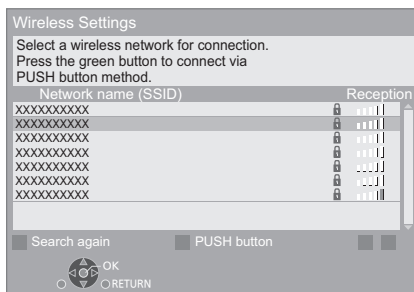 Wireless Settings
Select a wireless network for connection.
Press the green button to connect via
PUSH button method.
Network name (SSID) Reception
XXXXXXXXXX
XXXXXXXXXX
XXXXXXXXXX
XXXXXXXXXX
XXXXXXXXXX
XXXXXXXXXX
XXXXXXXXXX
Search again PUSH button
OK
RETURN